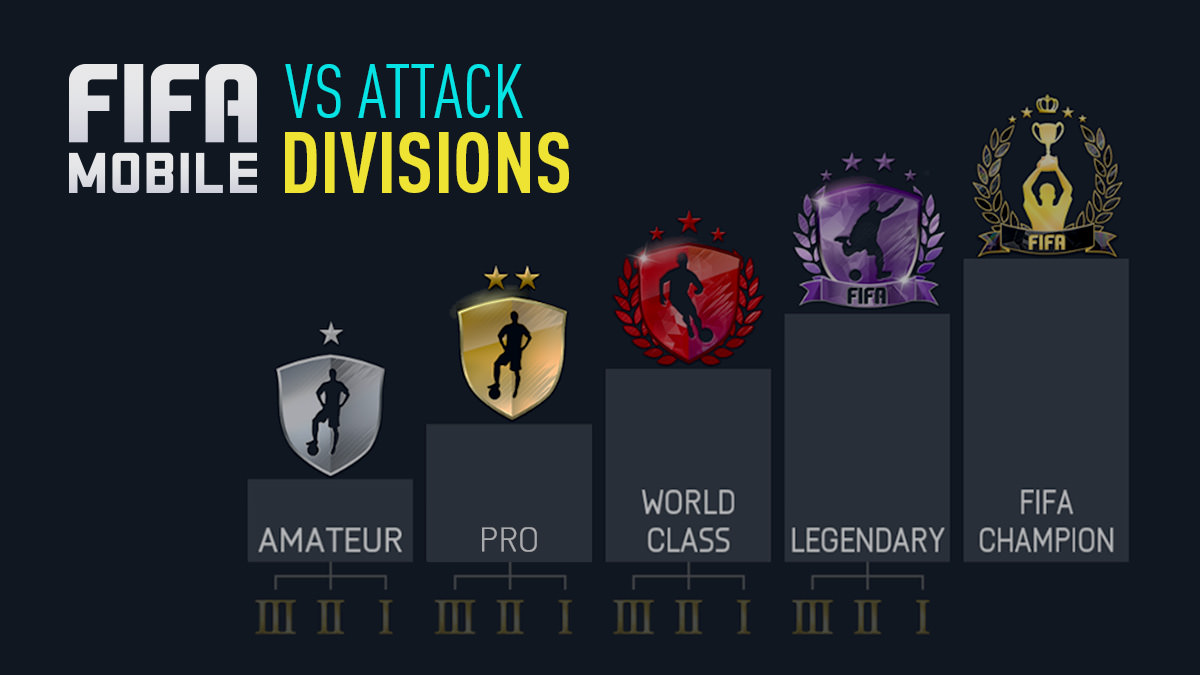 FIFA
MOBILE
VS ATTACK
DIVISIONS
FIFA
FIFA
AMATEUR
PRO
WORLD
CLASS
LEGENDARY
FIFA
CHAMPION
III II I
III II I
III II I
III II I